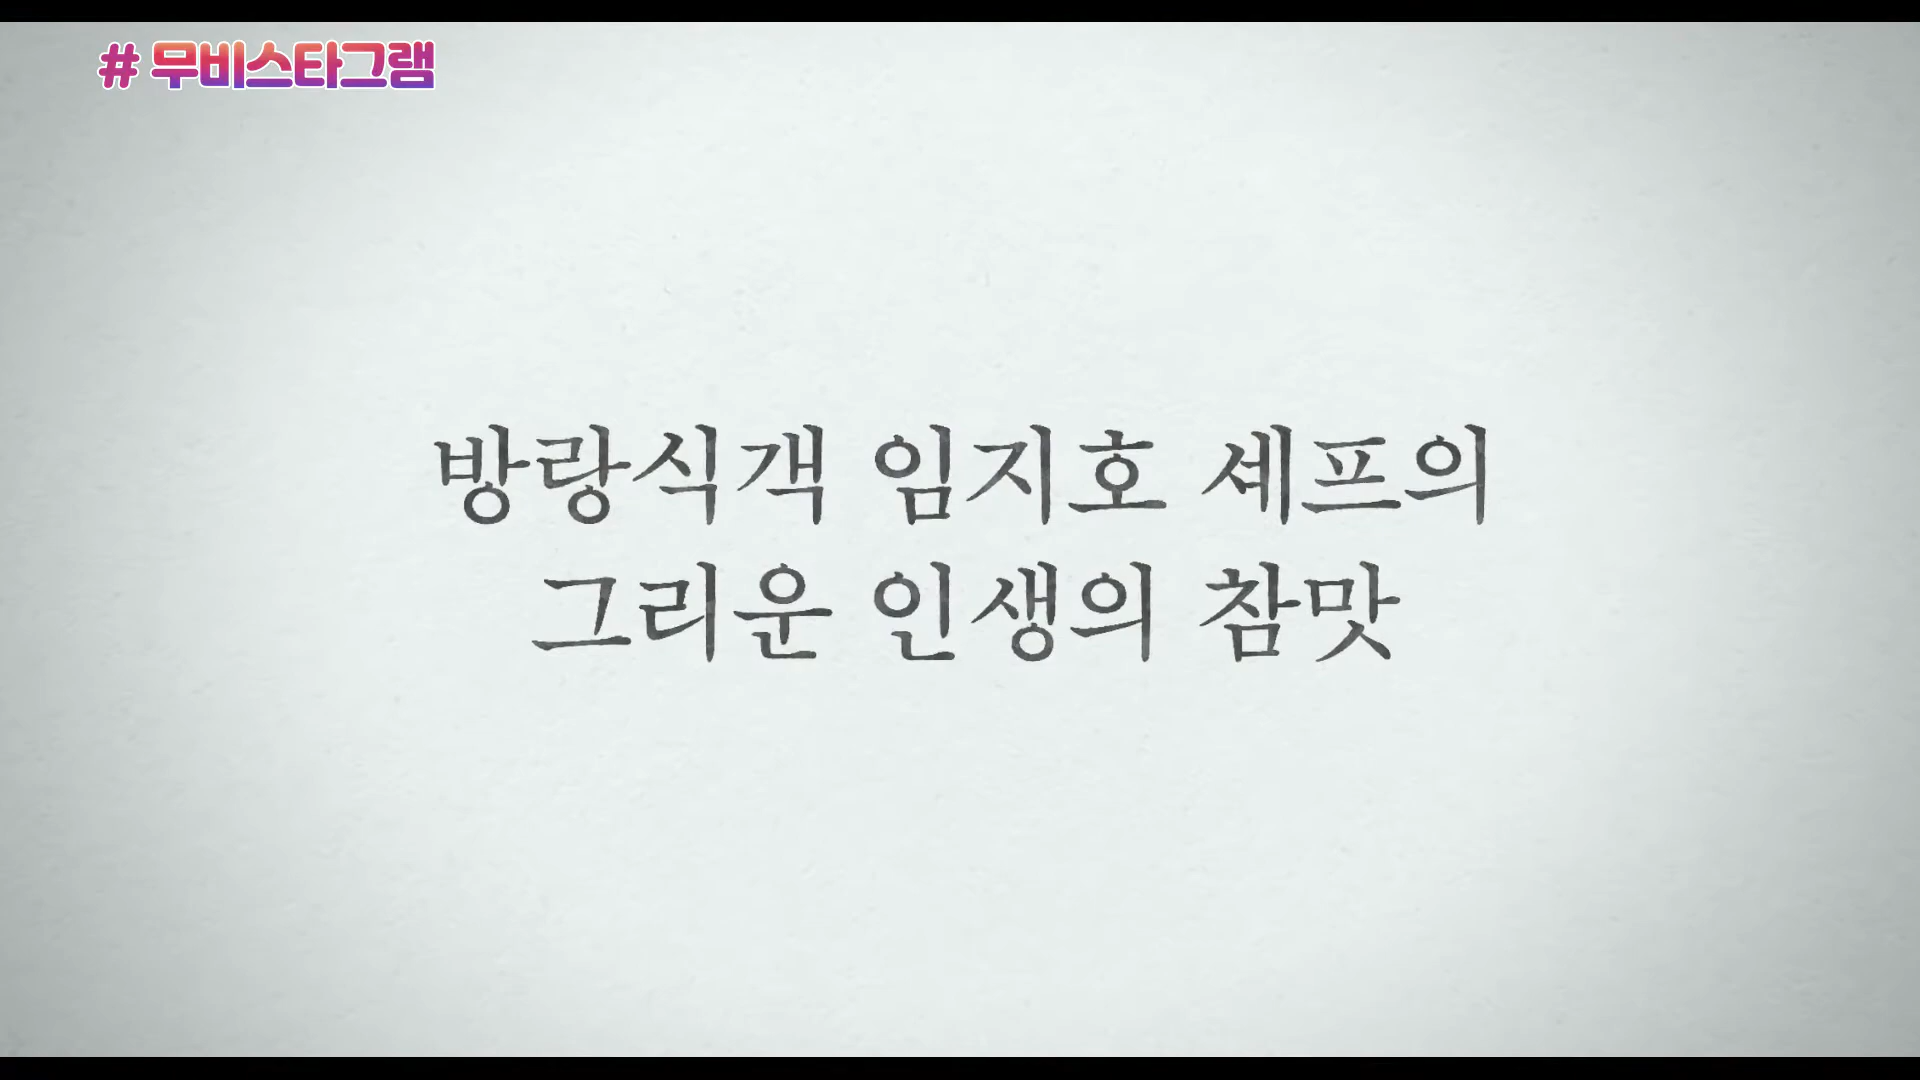 # 무비스타그램
방랑식객 임지호 셰프의
그리운 인생의 참맛